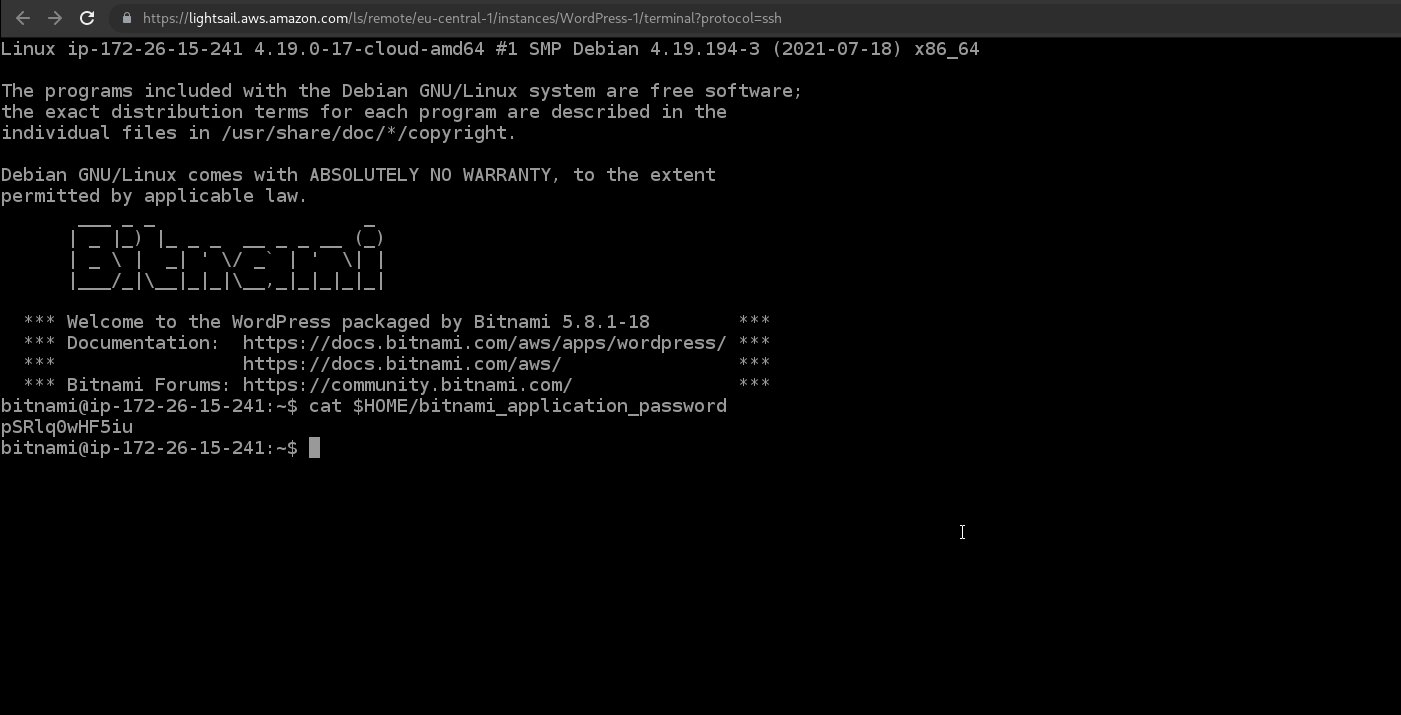 https://lightsail.aws.amazon.com/ls/remote/eu-central-1/instances/WordPress-1/terminal?protocol=ssh
Linux ip-172-26-15-241 4.19.0-17-cloud-amd64 #1 SMP Debian 4.19.194-3 (2021-07-18) x86_64
The programs included with the Debian GNU/Linux system are free software;
the exact distribution terms for each program are described in the
individual files in /usr/share/doc/*/copyright.
Debian GNU/Linux comes with ABSOLUTELY NO WARRANTY, to the extent
permitted by applicable law.
       ___ _ _                   _
      | _ |_) |_ _ _  __ _ _ __ (_)
      | _ \ |  _| ' \/ _` | '  \| |
      |___/_|\__|_|_|\__,_|_|_|_|_|
*** Welcome to the WordPress packaged by Bitnami 5.8.1-18        ***
*** Documentation:  https://docs.bitnami.com/aws/apps/wordpress/ ***
***                 https://docs.bitnami.com/aws/                ***
*** Bitnami Forums: https://community.bitnami.com/               ***
bitnami@ip-172-26-15-241:~$ cat $HOME/bitnami_application_password
pSRlq0wHF5iu
bitnami@ip-172-26-15-241:~$